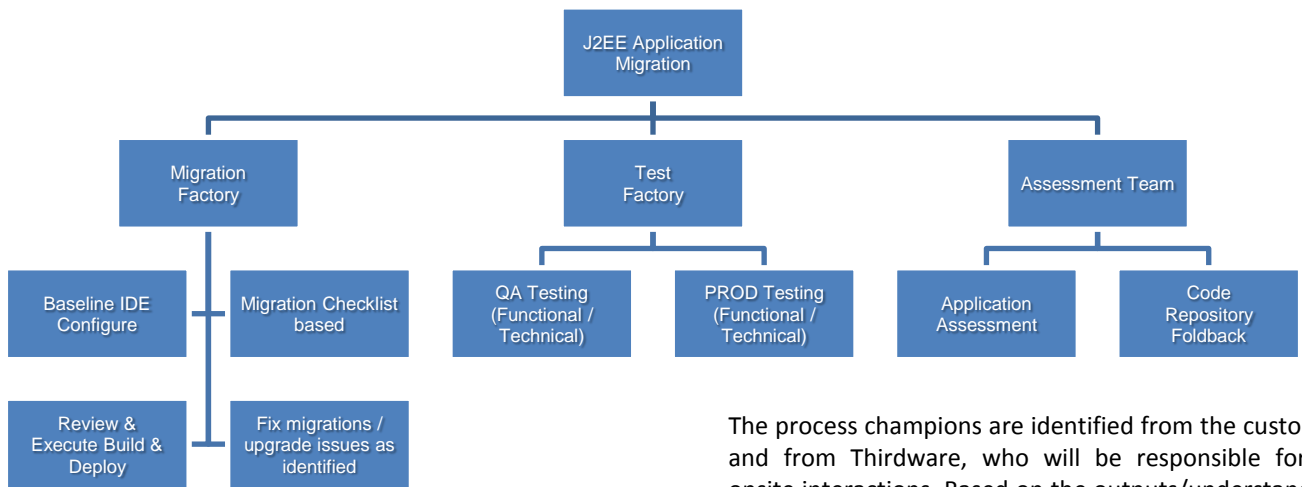 J2EE Application
Migration
Migration
Factory
Test
Factory
Assessment Team
Baseline IDE
Configure
Migration Checklist
based
QA Testing
(Functional /
Technical)
PROD Testing
(Functional /
Technical)
Application
Assessment
Code
Repository
Foldback
Review &
Execute Build &
Deploy
Fix migrations /
upgrade issues as
identified
The process champions are identified from the custo
and from Thirdware, who will be responsible for